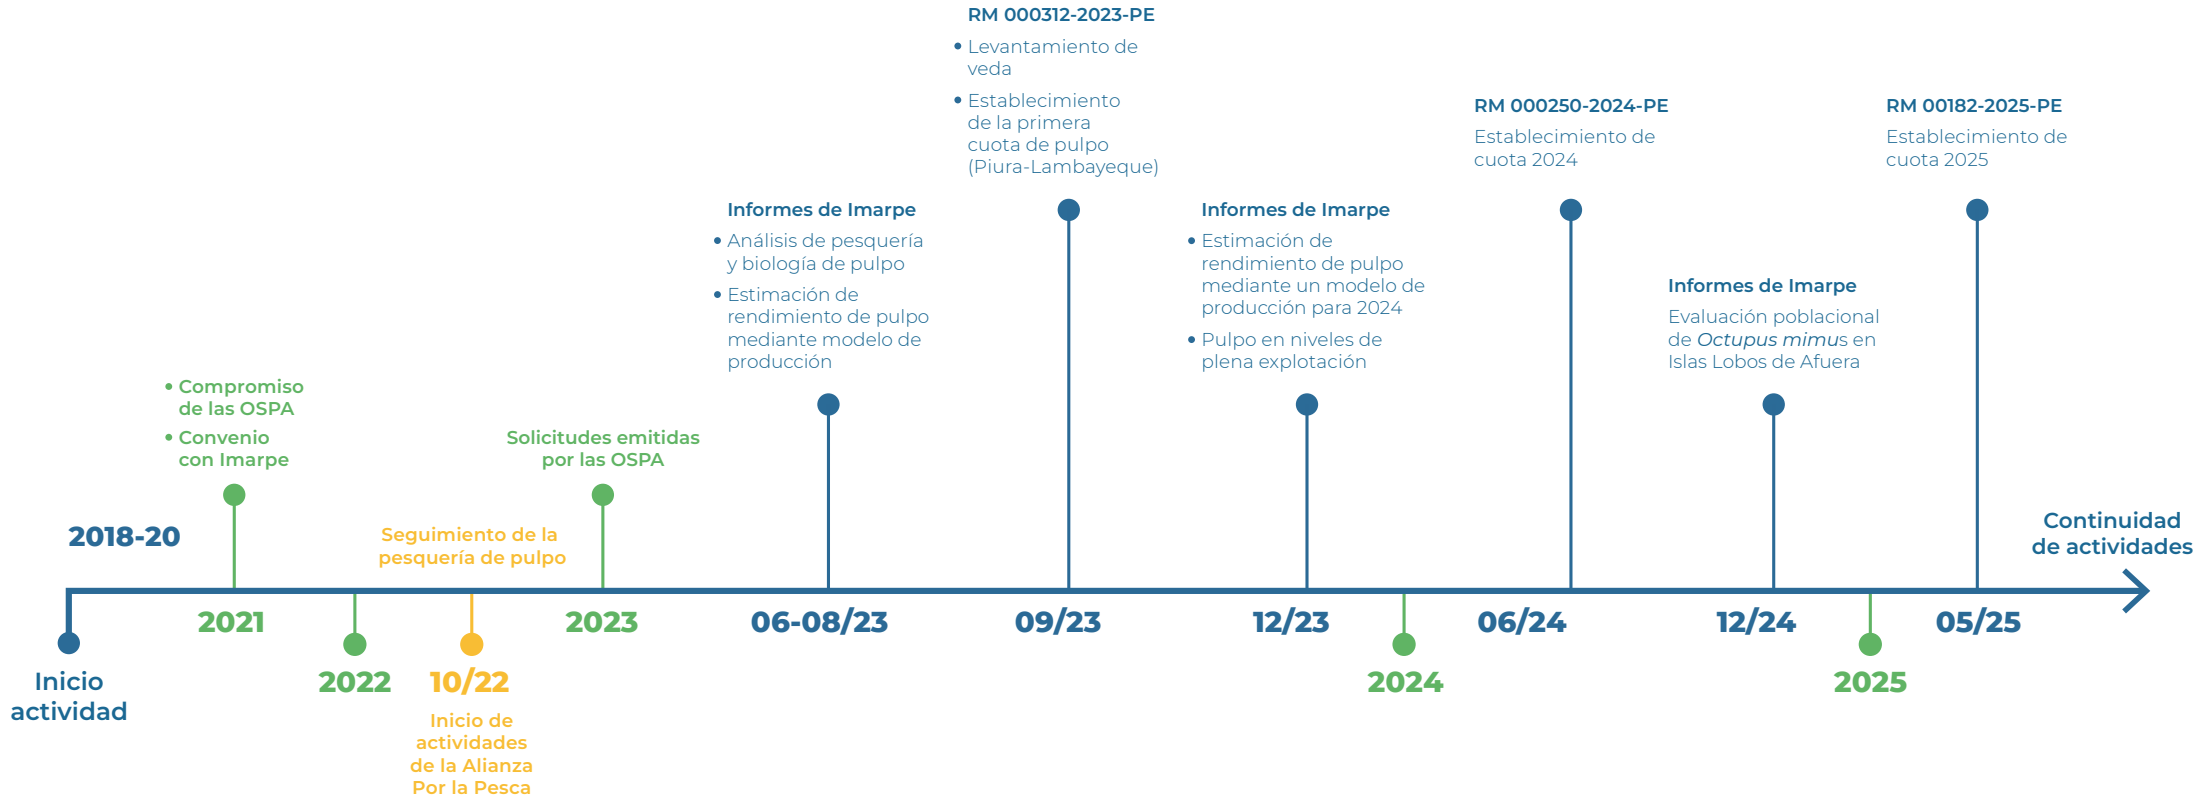 2018-20
Inicio
actividad
• Compromiso
de las OSPA
• Convenio
con Imarpe
2021
2022
Seguimiento de la
pesquería de pulpo
10/22
Inicio de
actividades
de la Alianza
Por la Pesca
Solicitudes emitidas
por las OSPA
2023
Informes de Imarpe
• Análisis de pesquería
y biología de pulpo
• Estimación de
rendimiento de pulpo
mediante modelo de
producción
06-08/23
RM 000312-2023-PE
• Levantamiento de
veda
• Establecimiento
de la primera
cuota de pulpo
(Piura-Lambayeque)
09/23
Informes de Imarpe
• Estimación de
rendimiento de pulpo
mediante un modelo de
producción para 2024
• Pulpo en niveles de
plena explotación
12/23
2024
RM 000250-2024-PE
Establecimiento de
cuota 2024
06/24
Informes de Imarpe
Evaluación poblacional
de Octupus mimus en
Islas Lobos de Afuera
12/24
2025
RM 00182-2025-PE
Establecimiento de
cuota 2025
05/25
Continuidad
de actividades